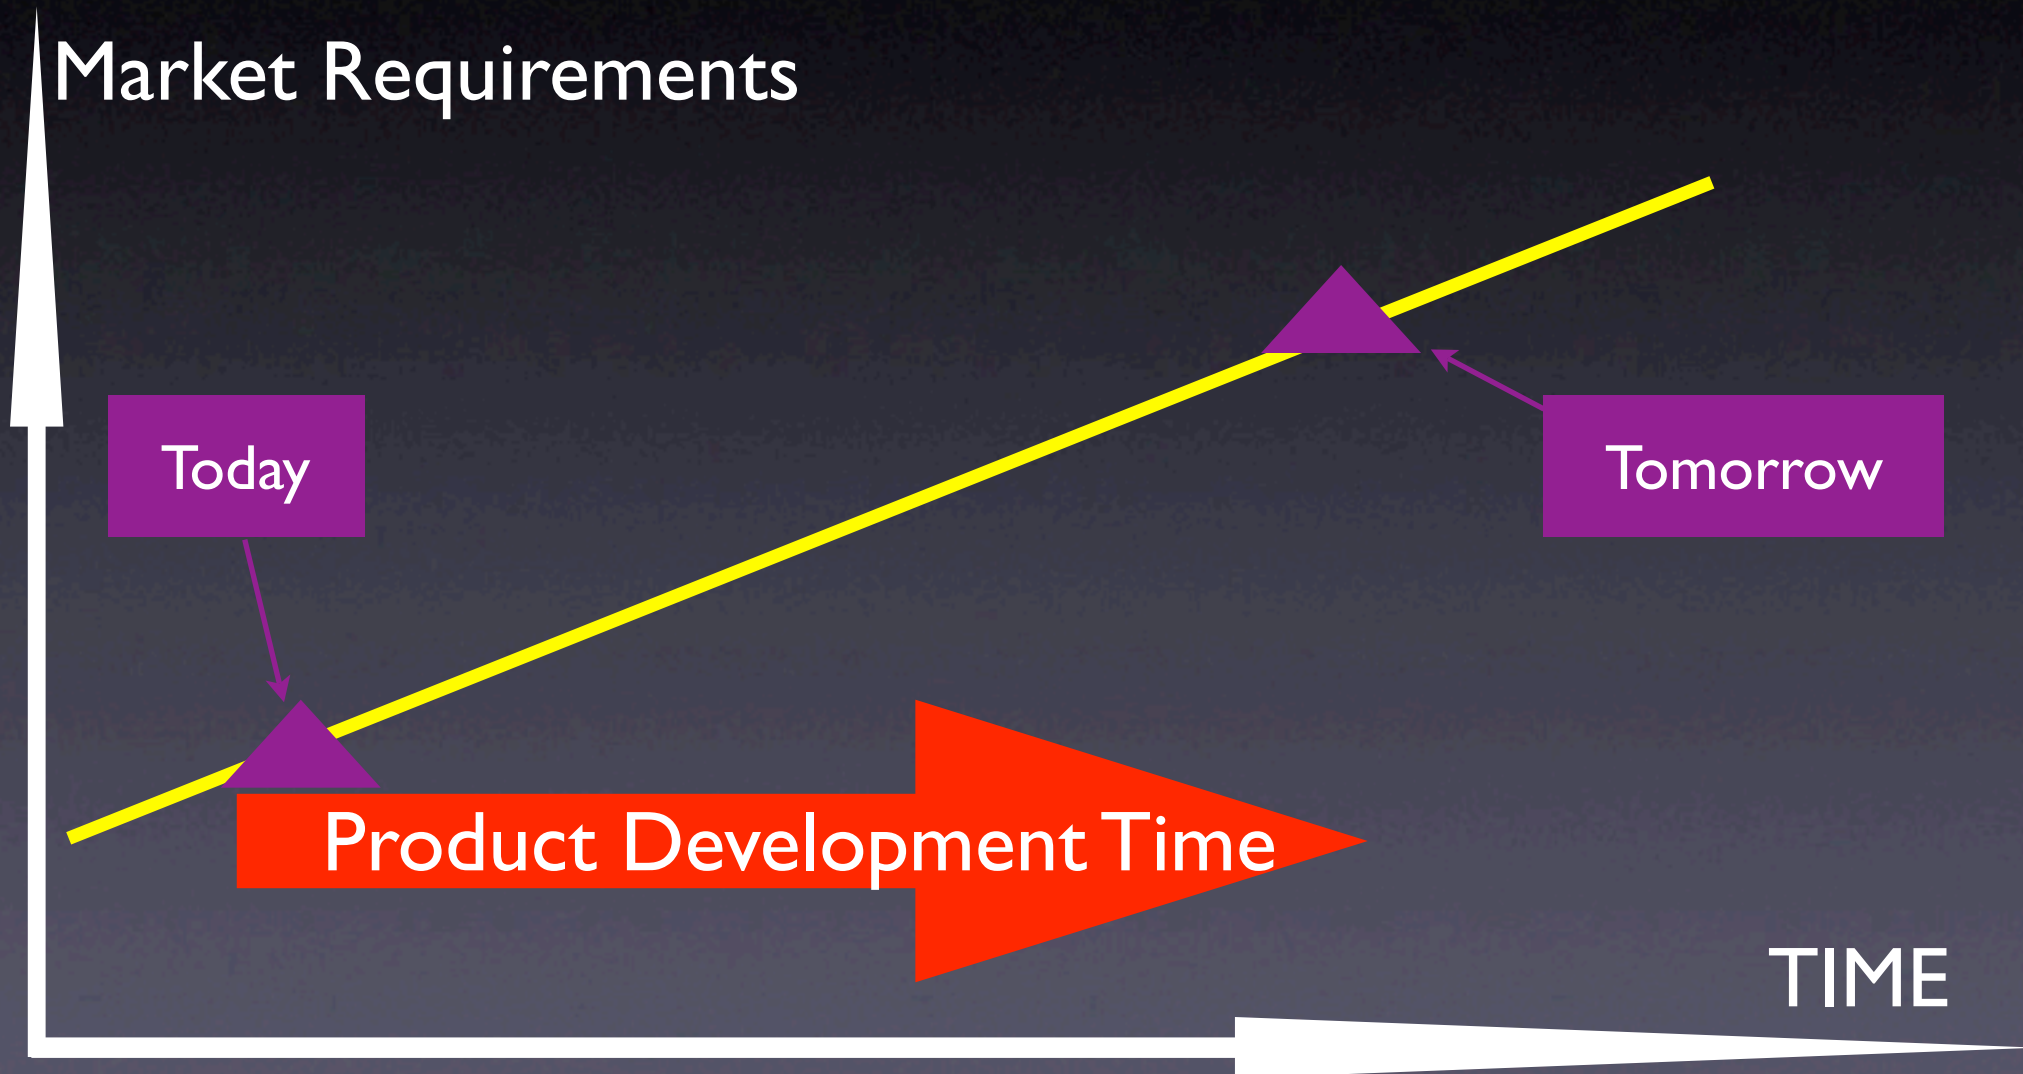 Market Requirements
Today
Tomorrow
Product Development Time
TIME